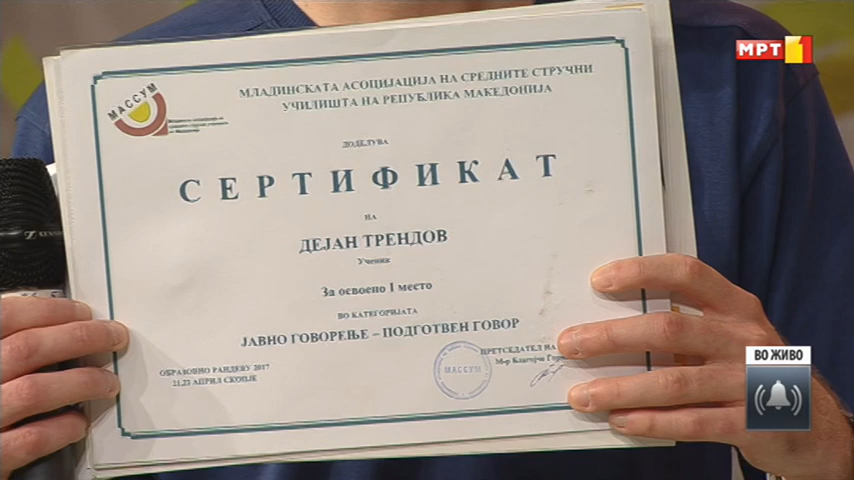 МРТ 1
МАССУМ
МЛАДИНСКАТА АСОЦИЈАЦИЈА НА СРЕДНИТЕ СТРУЧНИ
УЧИЛИШТА НА РЕПУБЛИКА МАКЕДОНИЈА
ДОДЕЛУВА
СЕРТИФИКАТ
НА
ДЕЈАН ТРЕНДОВ
Ученик
За освоено I место
ВО КАТЕГОРИЈАТА
ЈАВНО ГОВОРЕЊЕ – ПОДГОТВЕН ГОВОР
ОБРАЗОВНО РАНДЕВУ 2017
21,23 АПРИЛ СКОПЈЕ
МАССУМ
ПРЕТСЕДАТЕЛ НА
М-р Благојче
ВО ЖИВО